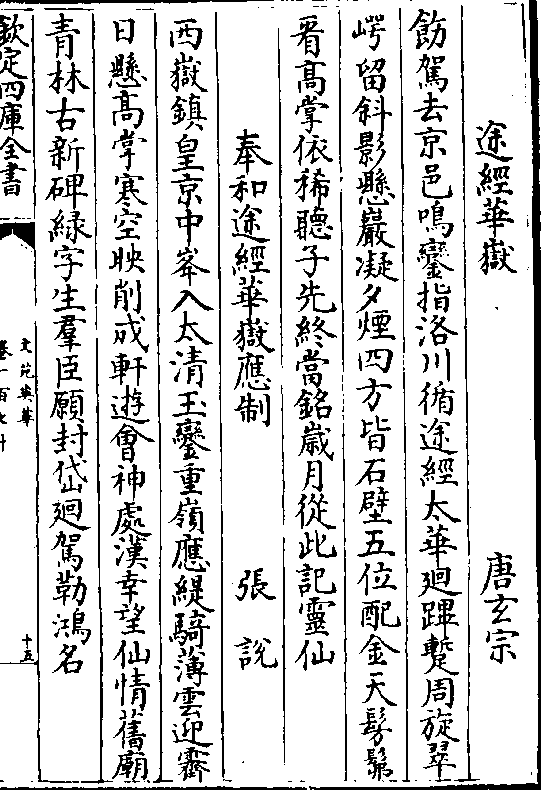 途經華嶽 唐玄宗
飭駕去京邑鳴鑾指洛川循途經太華廻蹕蹔周旋翠
崿留斜影懸巖凝夕煙四方皆石壁五位配金天髣髴
看高掌依稀聽子先終當銘歲月從此記靈仙
奉和途經華嶽應制 張說
西嶽鎮皇京中峯入太清玉鑾重嶺應緹騎薄雲迎霽
日懸高掌寒空映削成軒遊會神處漢幸望仙情舊廟
青林古新碑綠字生羣臣願封岱廻駕勒鴻名
欽定四庫全書
文苑英華
卷一百七十
十五